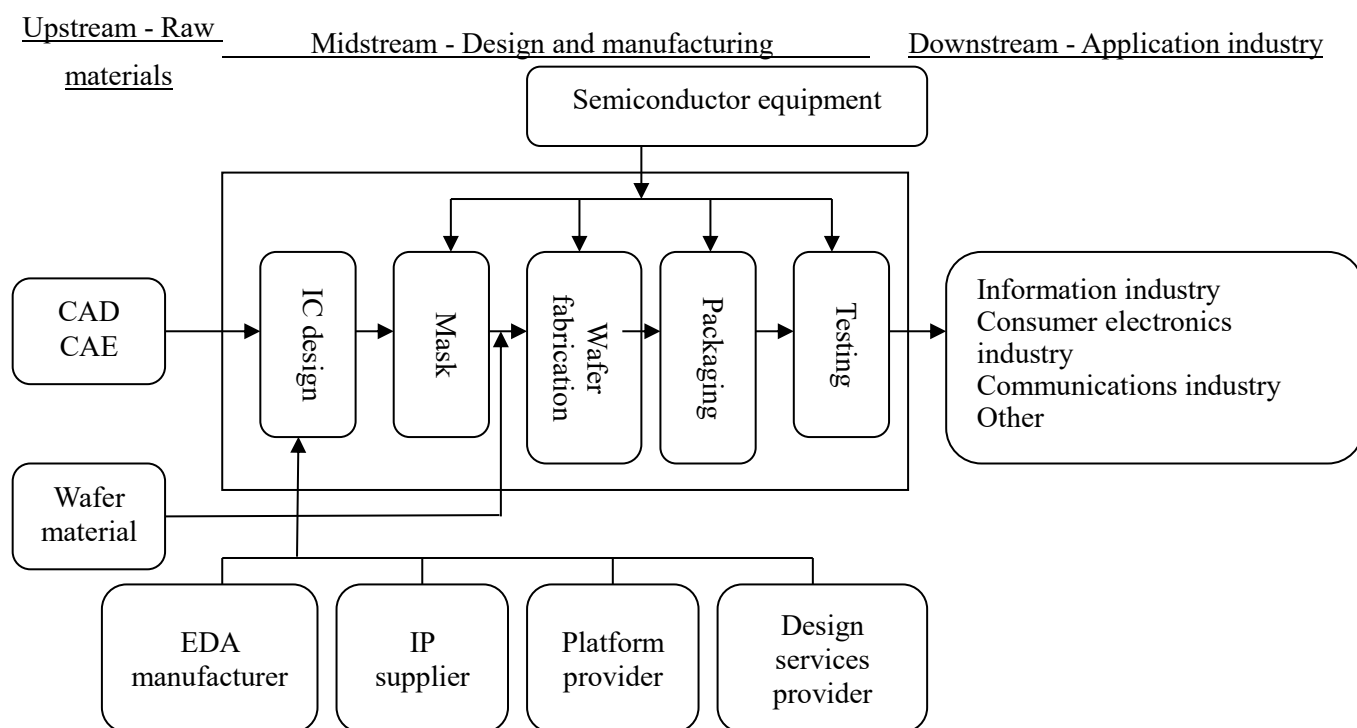 Upstream - Raw
materials
Midstream - Design and manufacturing
Downstream - Application industry
Semiconductor equipment
CAD
CAE
IC design
Mask
Wafer
fabrication
Packaging
Testing
Information industry
Consumer electronics
industry
Communications industry
Other
Wafer
material
EDA
manufacturer
IP
supplier
Platform
provider
Design
services
provider